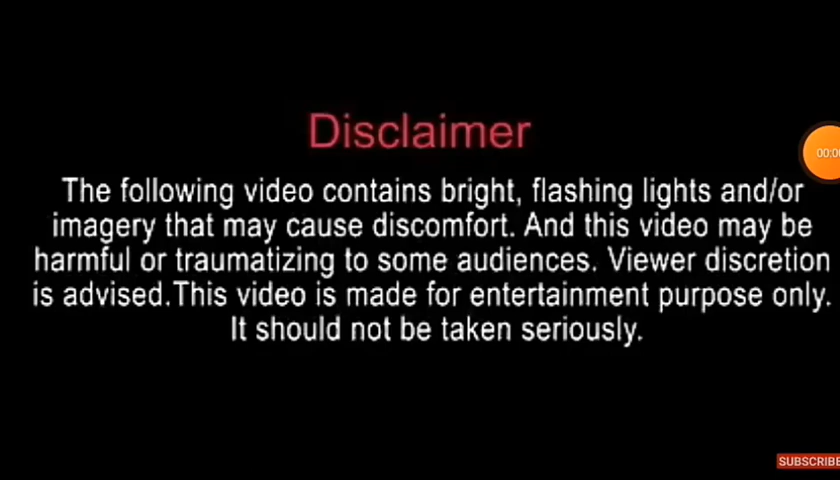 Disclaimer
The following video contains bright, flashing lights and/or
imagery that may cause discomfort. And this video may be
harmful or traumatizing to some audiences. Viewer discretion
is advised.This video is made for entertainment purpose only.
It should not be taken seriously.
SUBSCRIBE